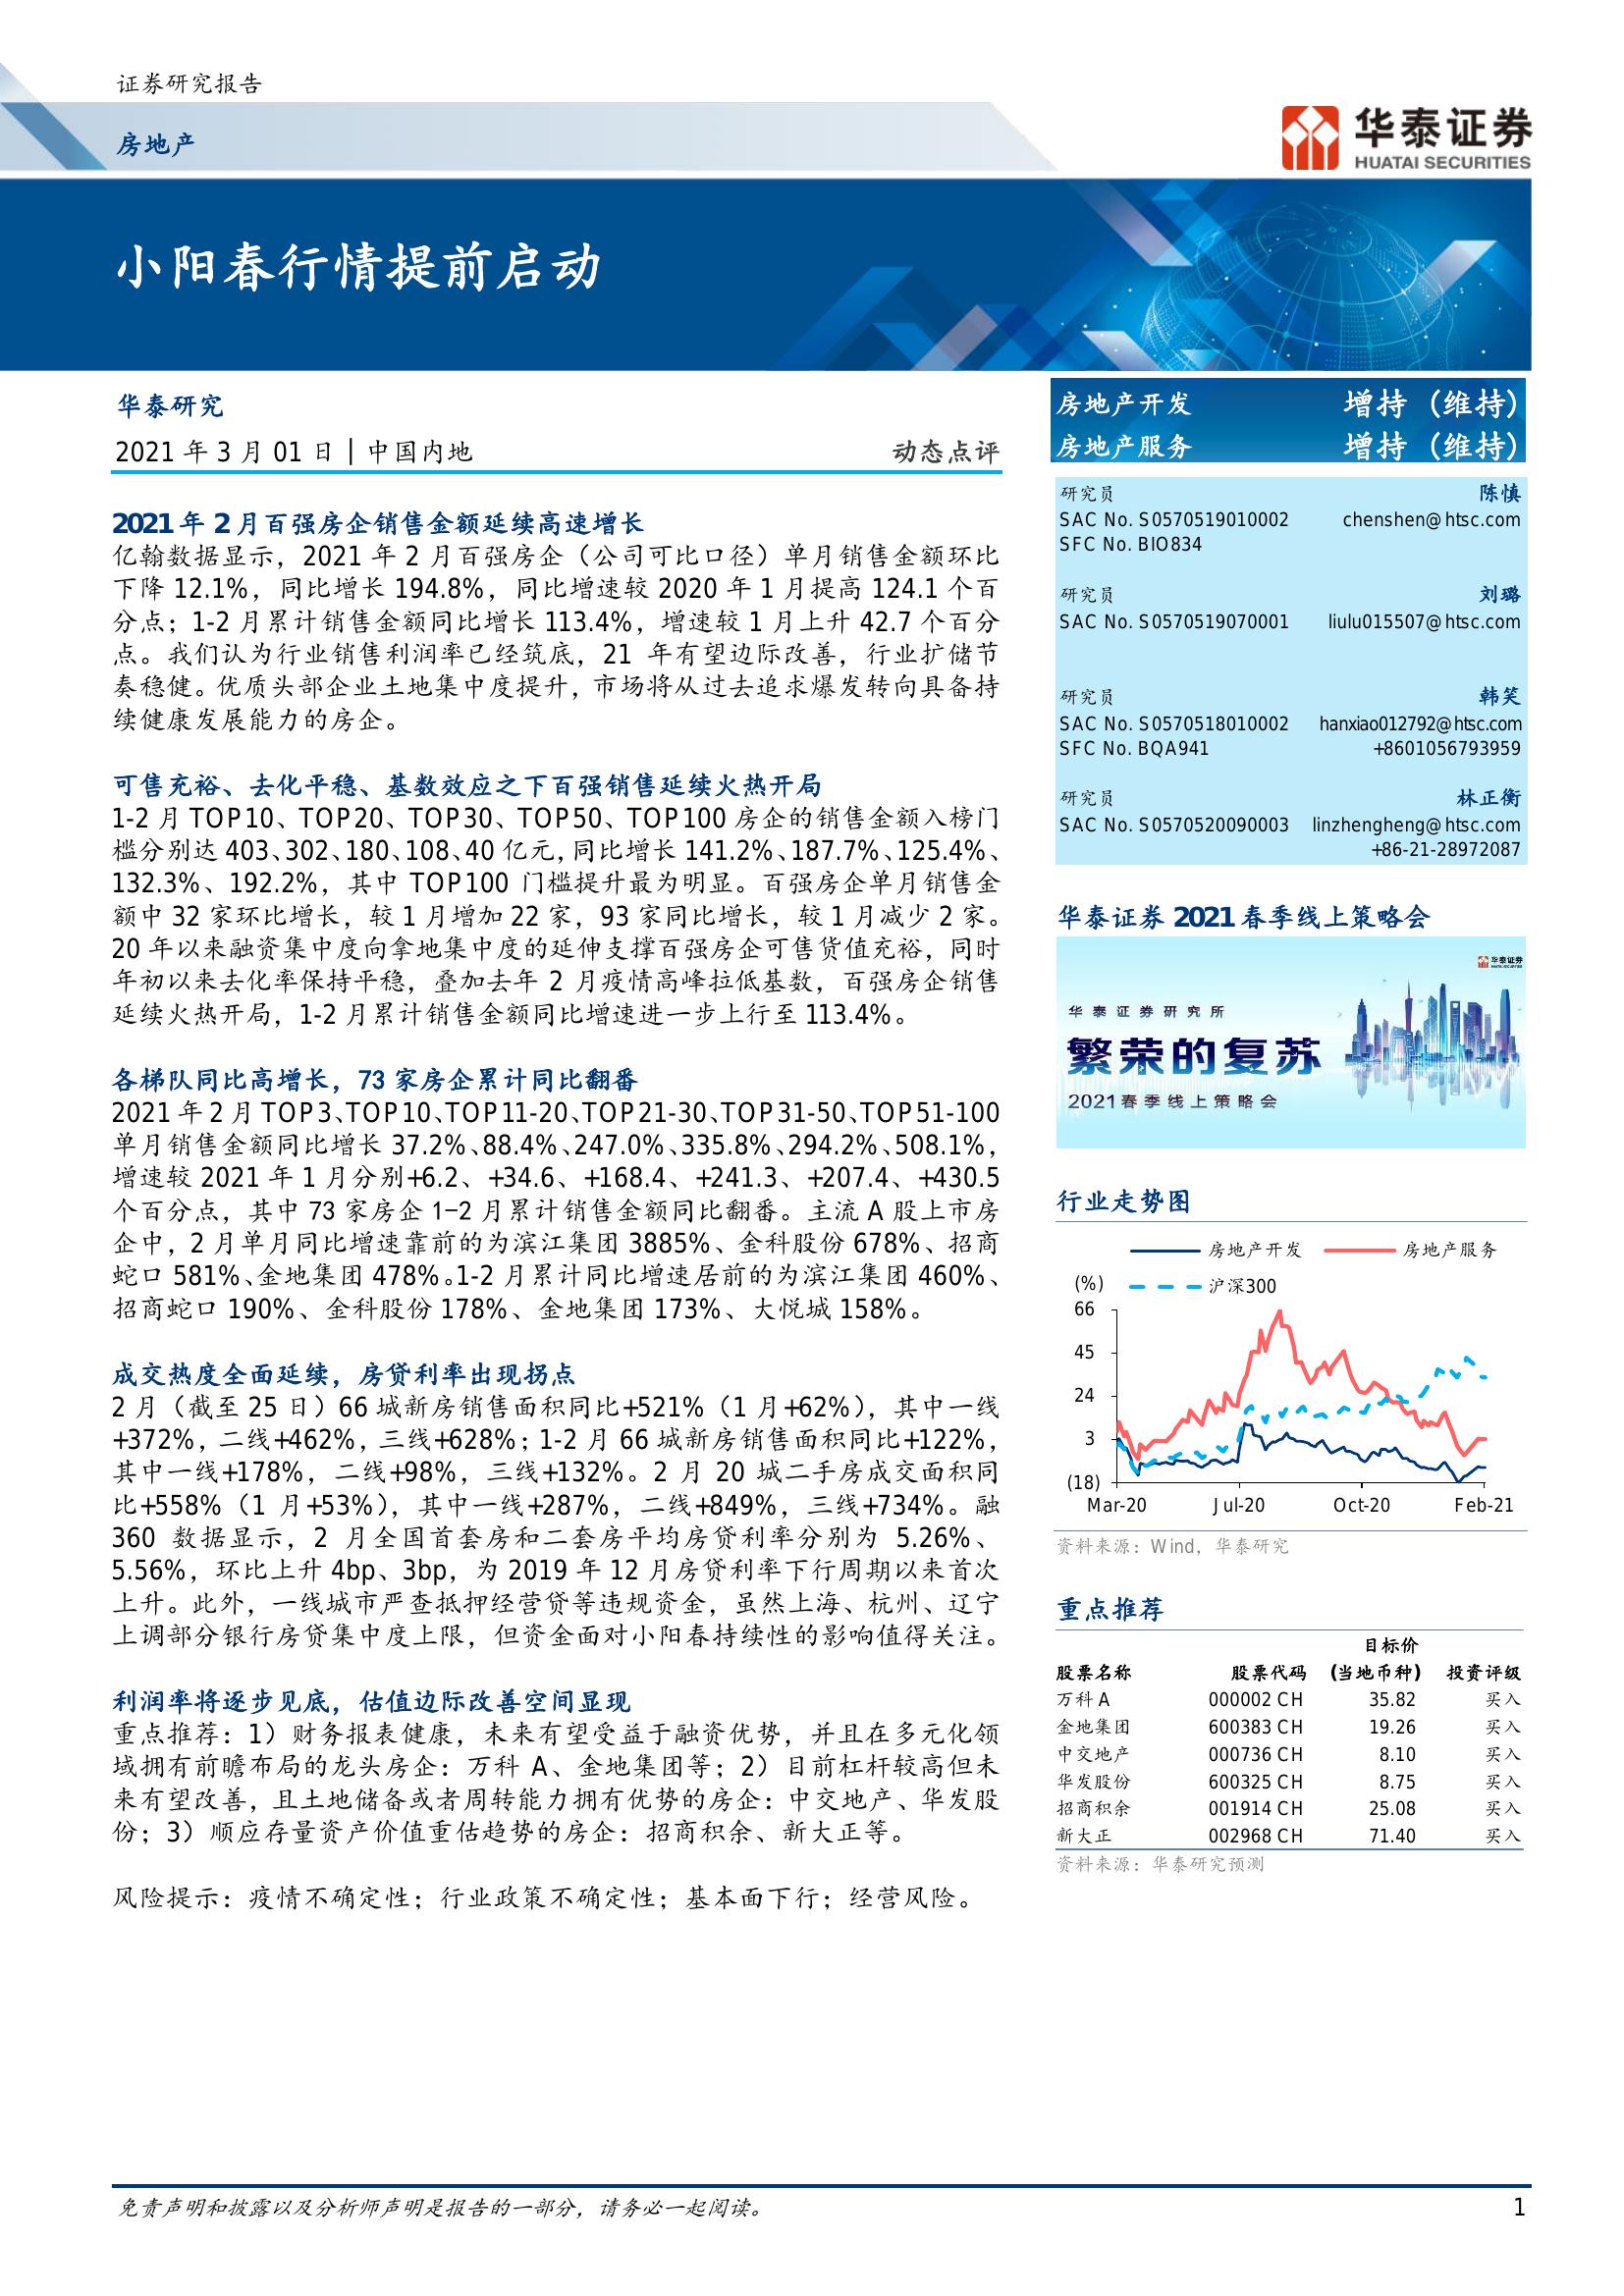 证券研究报告
房地产
华泰证券
HUATAI SECURITIES
小阳春行情提前启动
华泰研究
2021 年 3 月 01 日│中国内地
动态点评
2021 年 2 月百强房企销售金额延续高速增长
亿翰数据显示，2021 年 2 月百强房企（公司可比口径）单月销售金额环比
下降 12.1%，同比增长 194.8%，同比增速较 2020 年 1 月提高 124.1 个百
分点；1-2 月累计销售金额同比增长 113.4%，增速较 1 月上升 42.7 个百分
点。我们认为行业销售利润率已经筑底，21 年有望边际改善，行业扩储节
奏稳健。优质头部企业土地集中度提升，市场将从过去追求爆发转向具备持
续健康发展能力的房企。
可售充裕、去化平稳、基数效应之下百强销售延续火热开局
1-2 月 TOP10、TOP20、TOP30、TOP50、TOP100 房企的销售金额入榜门
槛分别达 403、302、180、108、40 亿元，同比增长 141.2%、187.7%、125.4%、
132.3%、192.2%，其中 TOP100 门槛提升最为明显。百强房企单月销售金
额中 32 家环比增长，较 1 月增加 22 家，93 家同比增长，较 1 月减少 2 家。
20 年以来融资集中度向拿地集中度的延伸支撑百强房企可售货值充裕，同时
年初以来去化率保持平稳，叠加去年 2 月疫情高峰拉低基数，百强房企销售
延续火热开局，1-2 月累计销售金额同比增速进一步上行至 113.4%。
各梯队同比高增长，73 家房企累计同比翻番
2021 年 2 月 TOP3、TOP10、TOP11-20、TOP21-30、TOP31-50、TOP51-100
单月销售金额同比增长 37.2%、88.4%、247.0%、335.8%、294.2%、508.1%，
增速较 2021 年 1 月分别+6.2、+34.6、+168.4、+241.3、+207.4、+430.5
个百分点，其中 73 家房企 1-2 月累计销售金额同比翻番。主流 A 股上市房
企中，2 月单月同比增速靠前的为滨江集团 3885%、金科股份 678%、招商
蛇口 581%、金地集团 478%。1-2 月累计同比增速居前的为滨江集团 460%、
招商蛇口 190%、金科股份 178%、金地集团 173%、大悦城 158%。
成交热度全面延续，房贷利率出现拐点
2 月（截至 25 日）66 城新房销售面积同比+521%（1 月+62%），其中一线
+372%，二线+462%，三线+628%；1-2 月 66 城新房销售面积同比+122%，
其中一线+178%，二线+98%，三线+132%。2 月 20 城二手房成交面积同
比+558%（1 月+53%），其中一线+287%，二线+849%，三线+734%。融
360 数据显示，2 月全国首套房和二套房平均房贷利率分别为 5.26%、
5.56%，环比上升 4bp、3bp，为 2019 年 12 月房贷利率下行周期以来首次
上升。此外，一线城市严查抵押经营贷等违规资金，虽然上海、杭州、辽宁
上调部分银行房贷集中度上限，但资金面对小阳春持续性的影响值得关注。
利润率将逐步见底，估值边际改善空间显现
重点推荐：1）财务报表健康，未来有望受益于融资优势，并且在多元化领
域拥有前瞻布局的龙头房企：万科 A、金地集团等；2）目前杠杆较高但未
来有望改善，且土地储备或者周转能力拥有优势的房企：中交地产、华发股
份；3）顺应存量资产价值重估趋势的房企：招商积余、新大正等。
风险提示：疫情不确定性；行业政策不确定性；基本面下行；经营风险。
房地产开发 增持 (维持)
房地产服务 增持 (维持)
研究员 陈慎
SAC No. S0570519010002 chenshen@htsc.com
SFC No. BIO834
研究员 刘璐
SAC No. S0570519070001 liulu015507@htsc.com
研究员 韩笑
SAC No. S0570518010002 hanxiao012792@htsc.com
SFC No. BQA941 +8601056793959
研究员 林正衡
SAC No. S0570520090003 linzhengheng@htsc.com
+86-21-28972087
华泰证券 2021 春季线上策略会
华泰证券
华泰证券研究所
繁荣的复苏
2021春季线上策略会
行业走势图
房地产开发 房地产服务
(%) 沪深300
66
45
24
3
(18)
Mar-20 Jul-20 Oct-20 Feb-21
资料来源：Wind，华泰研究
重点推荐
目标价
股票名称 股票代码 (当地币种) 投资评级
万科 A 000002 CH 35.82 买入
金地集团 600383 CH 19.26 买入
中交地产 000736 CH 8.10 买入
华发股份 600325 CH 8.75 买入
招商积余 001914 CH 25.08 买入
新大正 002968 CH 71.40 买入
资料来源：华泰研究预测
免责声明和披露以及分析师声明是报告的一部分，请务必一起阅读。 1